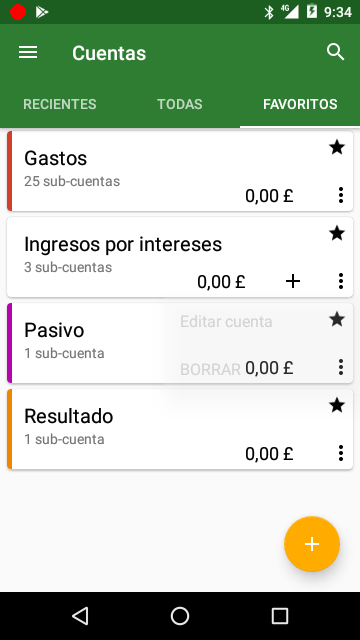 4G
9:34
Cuentas
RECIENTES
TODAS
FAVORITOS
Gastos
25 sub-cuentas
0,00 £
Ingresos por intereses
3 sub-cuentas
0,00 £
Editar cuenta
Pasivo
1 sub-cuenta
BORRAR
0,00 £
Resultado
1 sub-cuenta
0,00 £